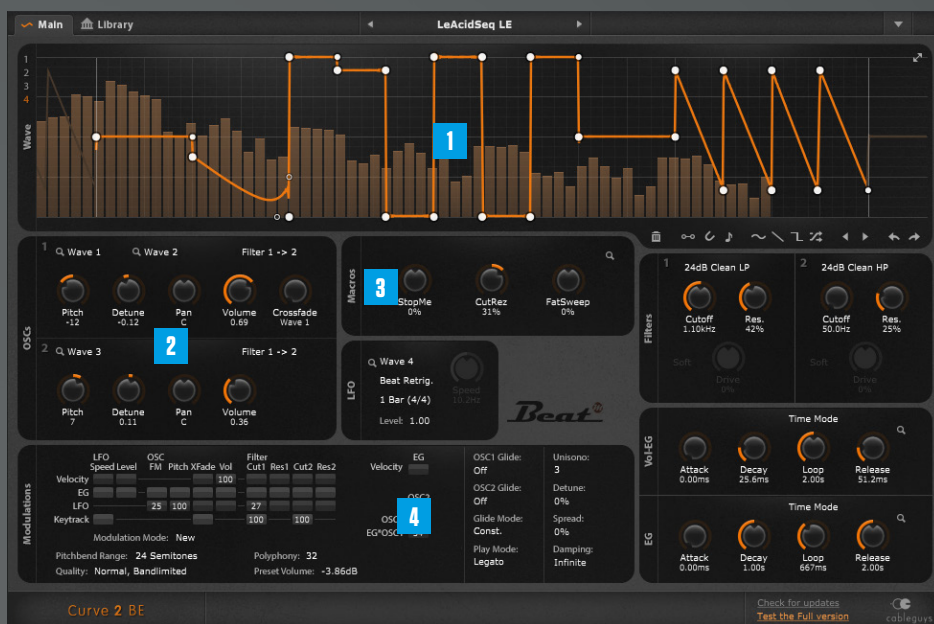 Main
Library
LeAcidSeq LE
1
2
3
4
Wave
1
OSCs
1
Wave 1
Wave 2
Filter 1 -> 2
Pitch
-12
Detune
-0.12
Pan
C
Volume
0.69
Crossfade
Wave 1
2
2
Wave 3
Filter 1 -> 2
Pitch
7
Detune
0.11
Pan
C
Volume
0.36
Macros
3
StopMe
0%
CutRez
31%
FatSweep
0%
LFO
Wave 4
Beat Retrig.
1 Bar (4/4)
Level: 1.00
Speed
10.2Hz
Beat
Filters
1
24dB Clean LP
Cutoff
1.10kHz
Res.
42%
Soft
Drive
0%
2
24dB Clean HP
Cutoff
50.0Hz
Res.
25%
Soft
Drive
0%
Vol-EG
Time Mode
Attack
0.00ms
Decay
25.6ms
Loop
2.00s
Release
51.2ms
EG
Time Mode
Attack
0.00ms
Decay
1.00s
Loop
667ms
Release
2.00s
Modulations
LFO
OSC
Filter
Speed Level FM Pitch XFade Vol Cut1 Res1 Cut2 Res2
Velocity 100
EG
LFO 25 100 27
Keytrack 100 100
Modulation Mode: New
Pitchbend Range: 24 Semitones
Polyphony: 32
Quality: Normal, Bandlimited
Preset Volume: -3.86dB
EG
Velocity
4
EG*OSC
OSC1 Glide:
Off
OSC2 Glide:
Off
Glide Mode:
Const.
Play Mode:
Legato
Unisono:
3
Detune:
0%
Spread:
0%
Damping:
Infinite
Curve 2 BE
Check for updates
Test the Full version
cableguys